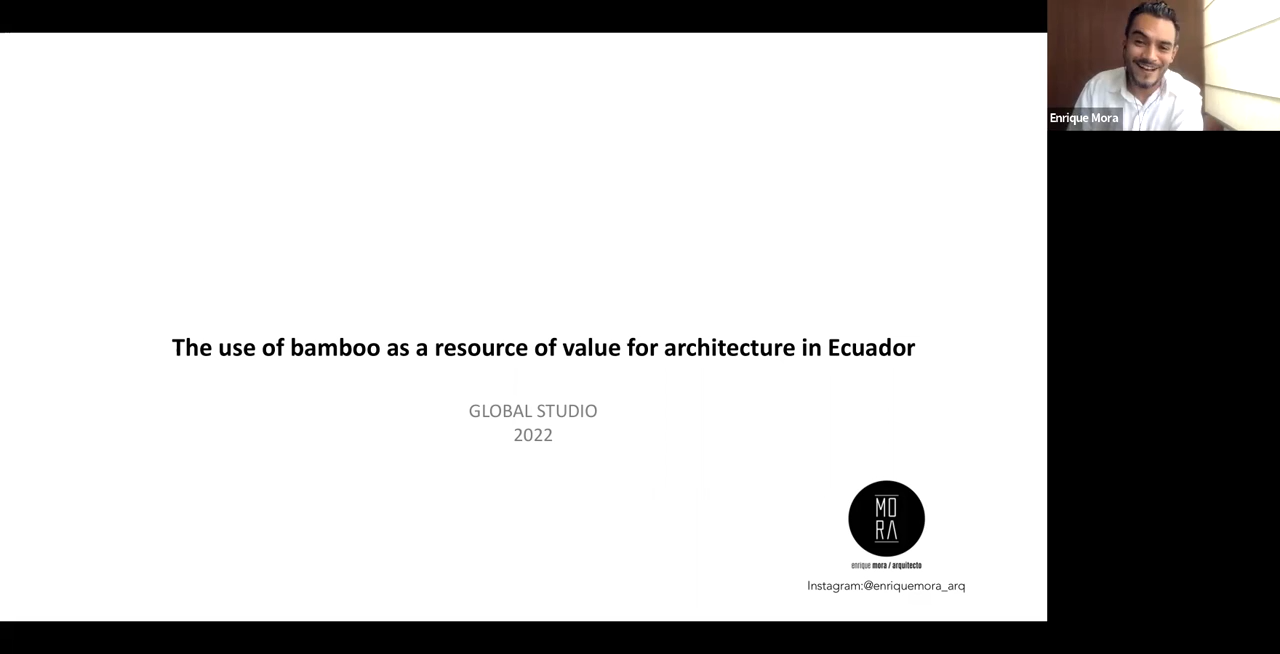 Enrique Mora
The use of bamboo as a resource of value for architecture in Ecuador
GLOBAL STUDIO
2022
MO
RA
enrique mora / arquitecto
Instagram:@enriquemora_arq